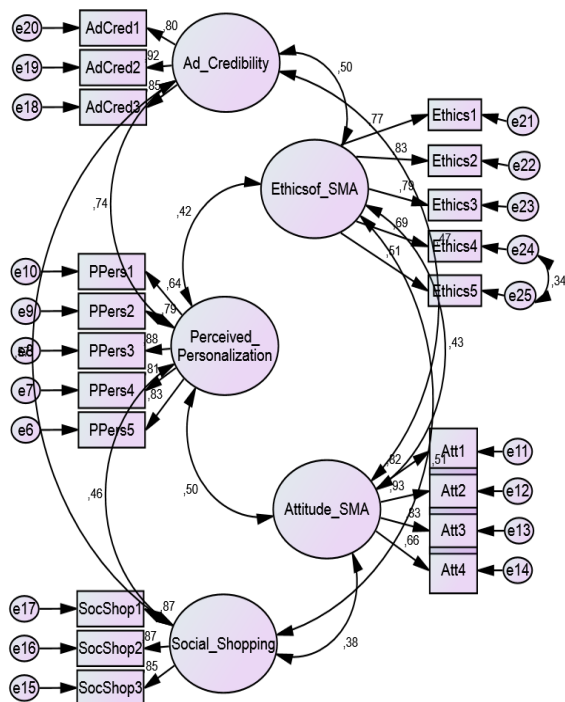 e20
AdCred1
,80
e19
AdCred2
,92
e18
AdCred3
,85
Ad_Credibility
,50
,77
Ethics1
e21
,83
Ethics2
e22
,79
Ethics3
e23
,69
,47
Ethics4
e24
,51
Ethics5
e25
,34
Ethicsof_SMA
,74
,42
,43
e10
PPers1
,64
e9
PPers2
,79
e8
PPers3
,88
e7
PPers4
,81
e6
PPers5
,83
Perceived_
Personalization
,46
,50
,82
,51
Att1
e11
,93
Att2
e12
,83
Att3
e13
,66
Att4
e14
Attitude_SMA
,38
e17
SocShop1
,87
e16
SocShop2
,87
e15
SocShop3
,85
Social_Shopping